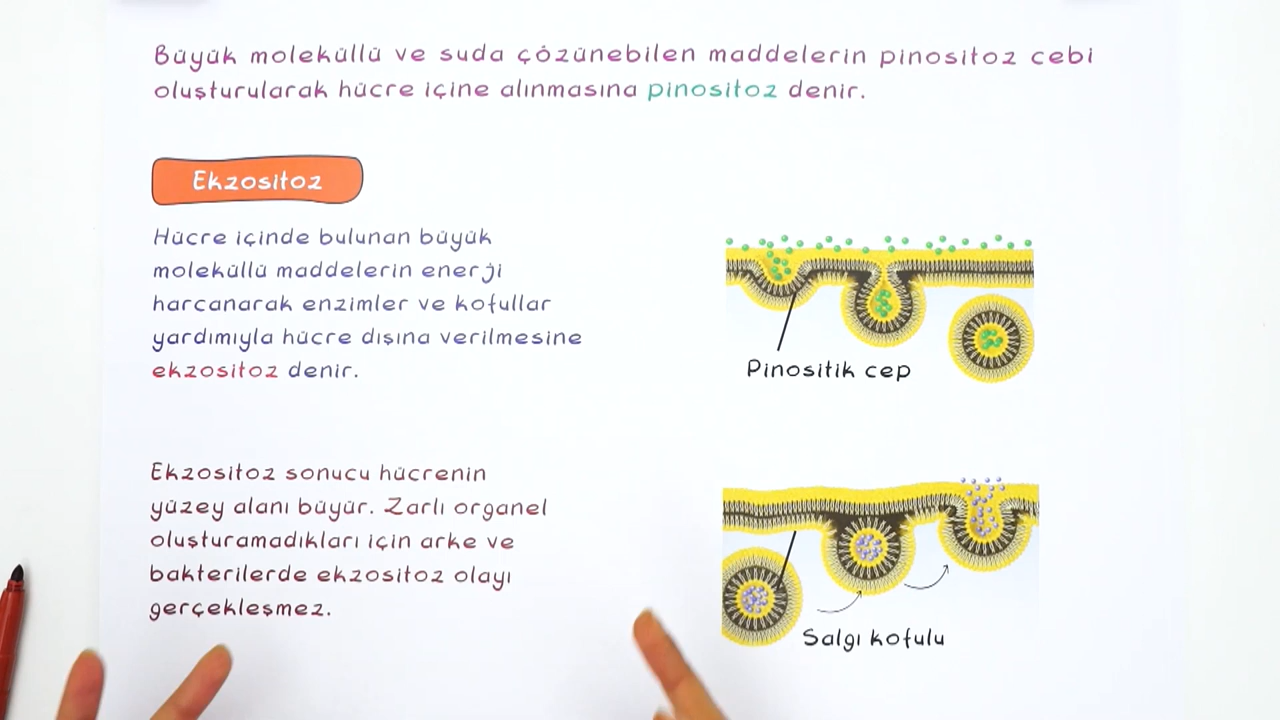 Büyük moleküllü ve suda çözünebilen maddelerin pinositoz cebi
oluşturularak hücre içine alınmasına pinositoz denir.
Ekzositoz
Hücre içinde bulunan büyük
moleküllü maddelerin enerji
harcanarak enzimler ve kofullar
yardımıyla hücre dışına verilmesine
ekzositoz denir.
Pinositik cep
Ekzositoz sonucu hücrenin
yüzey alanı büyür. Zarlı organel
oluşturamadıkları için arke ve
bakterilerde ekzositoz olayı
gerçekleşmez.
Salgı kofulu